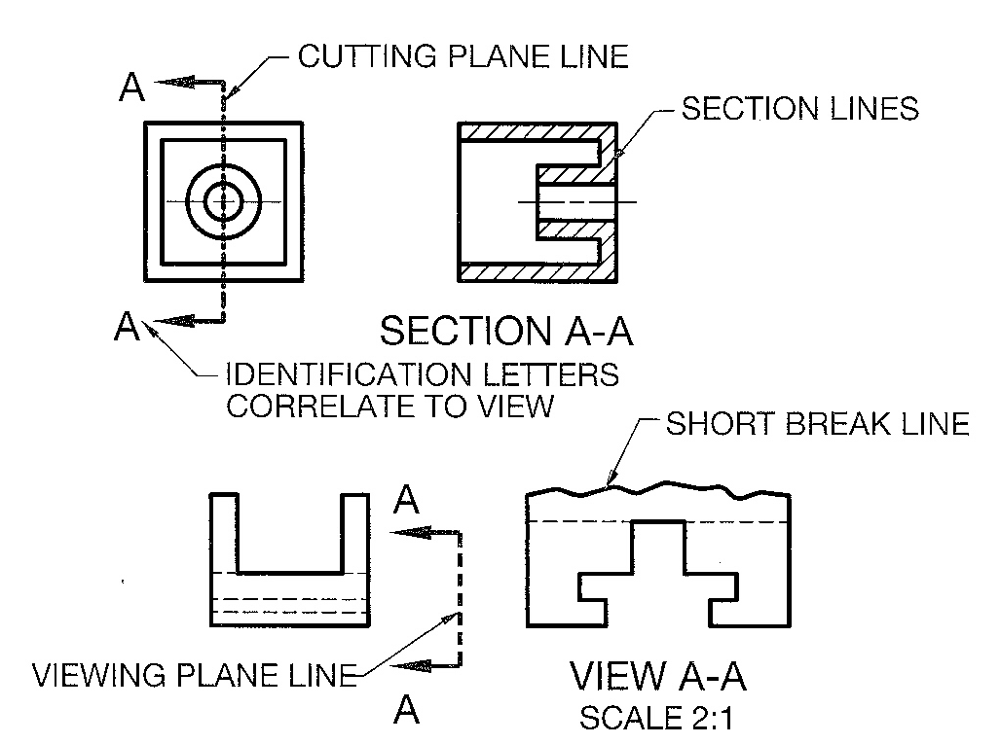 CUTTING PLANE LINE
A
SECTION LINES
A
SECTION A-A
IDENTIFICATION LETTERS
CORRELATE TO VIEW
SHORT BREAK LINE
A
VIEWING PLANE LINE
A
VIEW A-A
SCALE 2:1